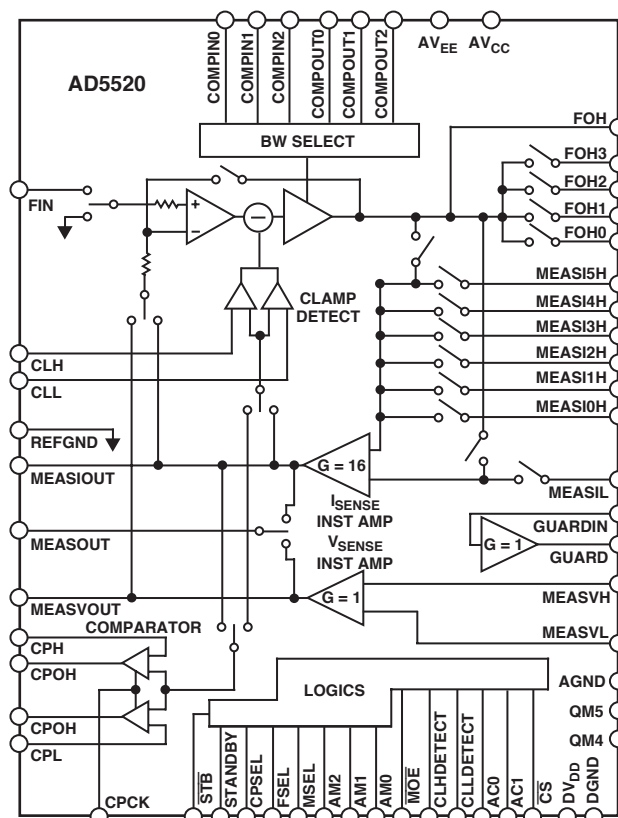 AD5520
COMPIN0
COMPIN1
COMPIN2
COMPOUT0
COMPOUT1
COMPOUT2
AVEE
AVCC
BW SELECT
FOH
FOH3
FOH2
FOH1
FOH0
FIN
+
−
−
CLAMP
DETECT
MEASI5H
MEASI4H
MEASI3H
MEASI2H
MEASI1H
MEASI0H
CLH
CLL
REFGND
MEASIOUT
G = 16
ISENSE
INST AMP
MEASIL
MEASOUT
VSENSE
INST AMP
GUARDIN
G = 1
GUARD
MEASVOUT
G = 1
MEASVH
MEASVL
COMPARATOR
CPH
CPOH
CPOH
CPL
CPCK
LOGICS
AGND
QM5
QM4
STB
STANDBY
CPSEL
FSEL
MSEL
AM2
AM1
AM0
MOE
CLHDETECT
CLLDETECT
AC0
AC1
CS
DVDD
DGND